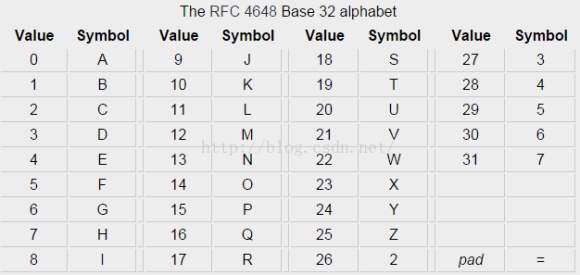 The RFC 4648 Base 32 alphabet
Value Symbol Value Symbol Value Symbol Value Symbol
0 A 9 J 18 S 27 3
1 B 10 K 19 T 28 4
2 C 11 L 20 U 29 5
3 D 12 M 21 V 30 6
4 E 13 N 22 W 31 7
http://blog.csdn.net/
5 F 14 O 23 X
6 G 15 P 24 Y
7 H 16 Q 25 Z
8 I 17 R 26 2 pad =